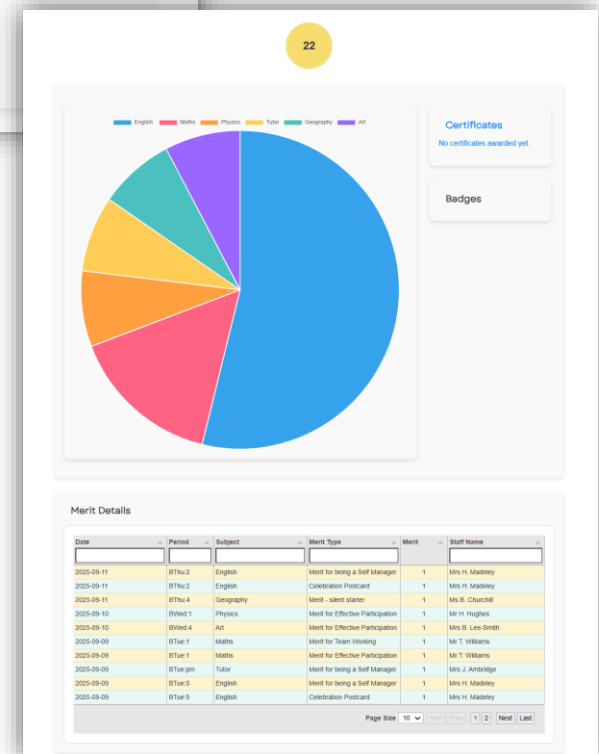 22
English Maths Physics Tutor Geography Art
Certificates
No certificates awarded yet.
Badges
Merit Details
Date Period Subject Merit Type Merit Staff Name
2025-09-11 BThu:2 English Merit for being a Self Manager 1 Mrs H. Madeley
2025-09-11 BThu:2 English Celebration Postcard 1 Mrs H. Madeley
2025-09-11 BThu:4 Geography Merit - silent starter 1 Ms B. Churchill
2025-09-10 BWed:1 Physics Merit for Effective Participation 1 Mr H. Hughes
2025-09-10 BWed:4 Art Merit for Effective Participation 1 Mrs B. Lee-Smith
2025-09-09 BTue:1 Maths Merit for Team Working 1 Mr T. Williams
2025-09-09 BTue:1 Maths Merit for Effective Participation 1 Mr T. Williams
2025-09-09 BTue:pm Tutor Merit for being a Self Manager 1 Mrs J. Ambridge
2025-09-09 BTue:5 English Merit for being a Self Manager 1 Mrs H. Madeley
2025-09-09 BTue:5 English Celebration Postcard 1 Mrs H. Madeley
Page Size 10 First Prev 1 2 Next Last